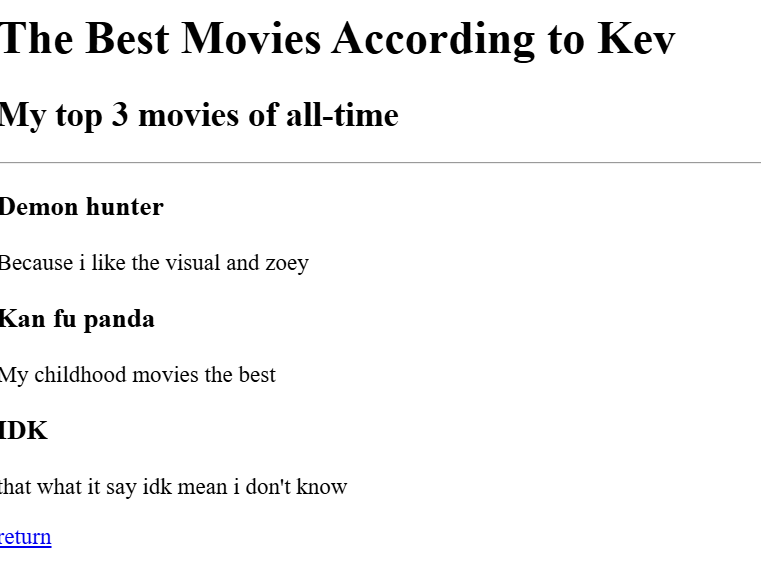 The Best Movies According to Kev
My top 3 movies of all-time
Demon hunter
Because i like the visual and zoey
Kan fu panda
My childhood movies the best
IDK
that what it say idk mean i don't know
return